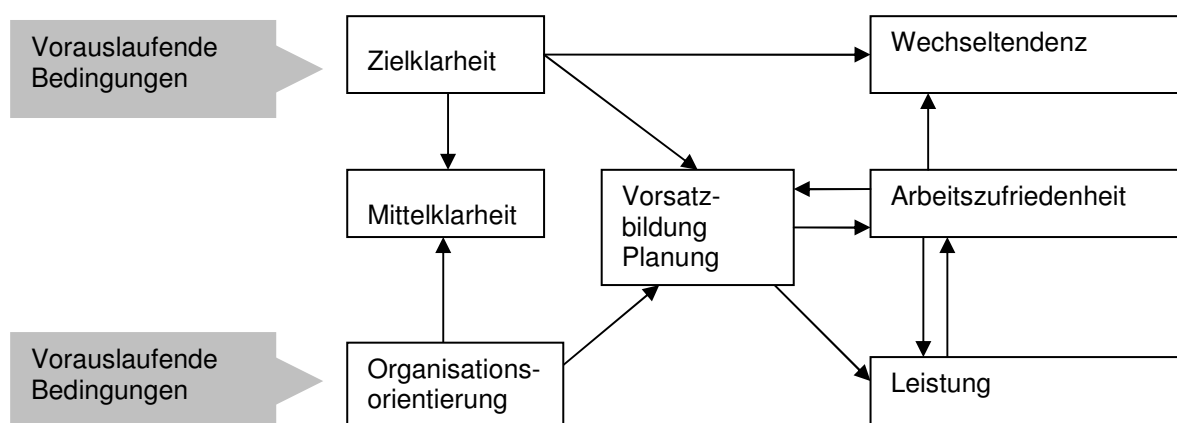 Vorauslaufende
Bedingungen
Zielklarheit
Wechseltendenz
Mittelklarheit
Vorsatz-
bildung
Planung
Arbeitszufriedenheit
Vorauslaufende
Bedingungen
Organisations-
orientierung
Leistung